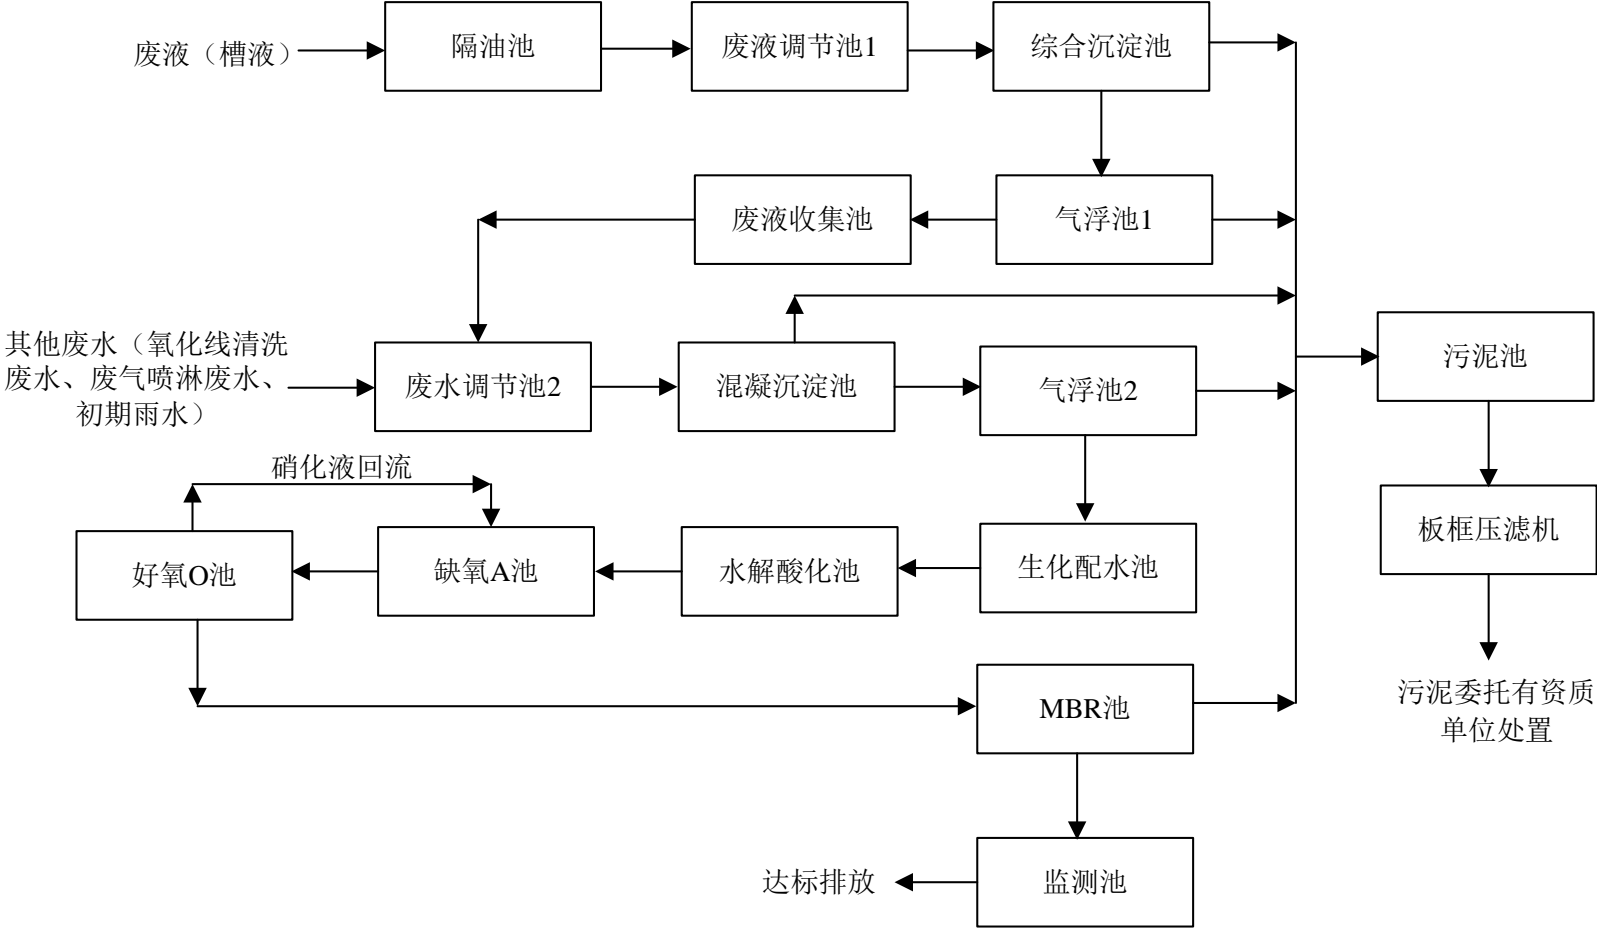 废液（槽液）
隔油池
废液调节池1
综合沉淀池
废液收集池
气浮池1
其他废水（氧化线清洗
废水、废气喷淋废水、
初期雨水）
废水调节池2
混凝沉淀池
气浮池2
污泥池
硝化液回流
好氧O池
缺氧A池
水解酸化池
生化配水池
板框压滤机
MBR池
污泥委托有资质
单位处置
达标排放
监测池